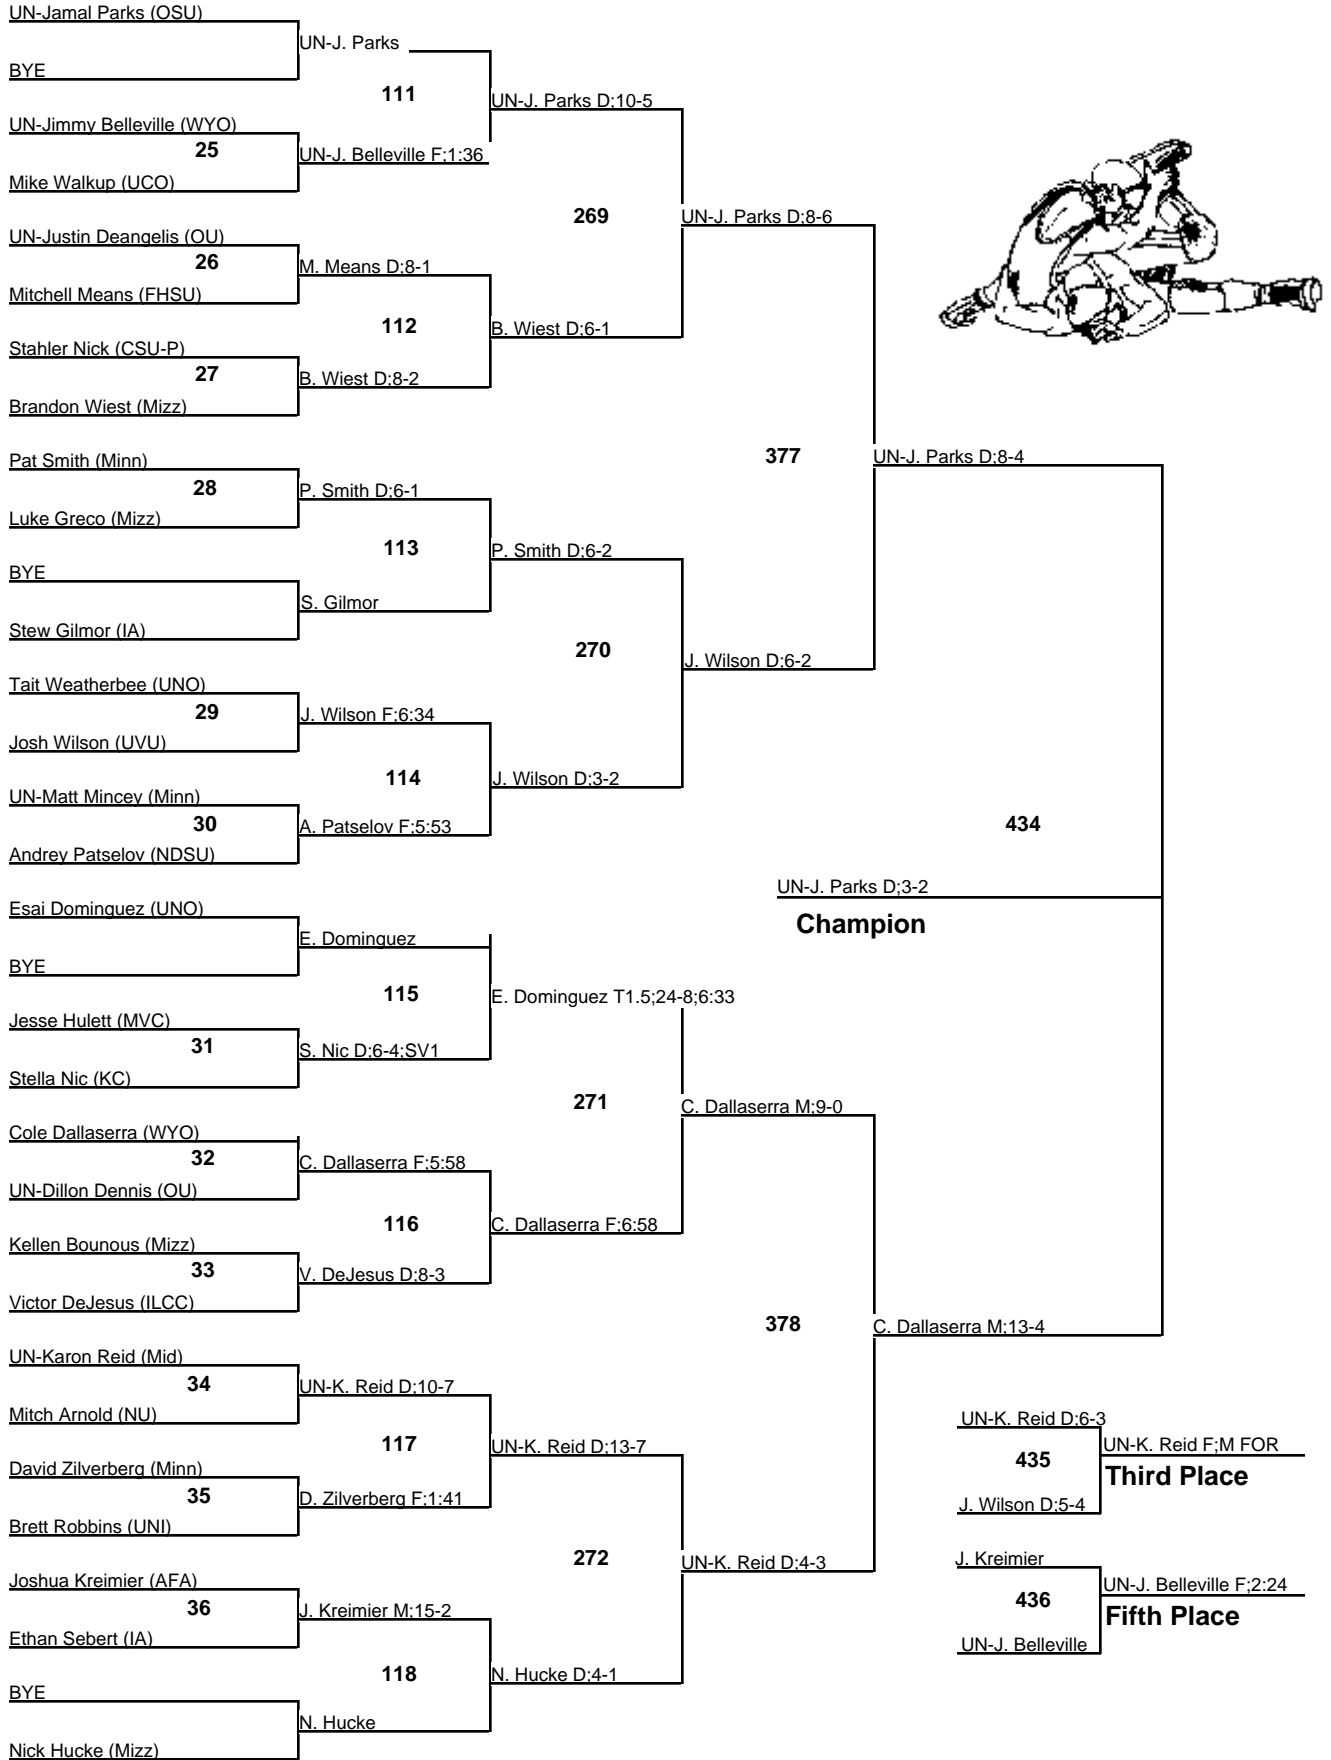 UN-Jamal Parks (OSU)
UN-J. Parks
BYE
111
UN-J. Parks D;10-5
UN-Jimmy Belleville (WYO)
25
UN-J. Belleville F;1:36
Mike Walkup (UCO)
269
UN-J. Parks D;8-6
UN-Justin Deangelis (OU)
26
M. Means D;8-1
Mitchell Means (FHSU)
112
B. Wiest D;6-1
Stahler Nick (CSU-P)
27
B. Wiest D;8-2
Brandon Wiest (Mizz)
377
UN-J. Parks D;8-4
Pat Smith (Minn)
28
P. Smith D;6-1
Luke Greco (Mizz)
113
P. Smith D;6-2
BYE
S. Gilmor
Stew Gilmor (IA)
270
J. Wilson D;6-2
Tait Weatherbee (UNO)
29
J. Wilson F;6:34
Josh Wilson (UVU)
114
J. Wilson D;3-2
UN-Matt Mincey (Minn)
30
A. Patselov F;5:53
Andrey Patselov (NDSU)
434
UN-J. Parks D;3-2
Champion
Esai Dominguez (UNO)
E. Dominguez
BYE
115
E. Dominguez T1.5;24-8;6:33
Jesse Hulett (MVC)
31
S. Nic D;6-4;SV1
Stella Nic (KC)
271
C. Dallaserra M;9-0
Cole Dallaserra (WYO)
32
C. Dallaserra F;5:58
UN-Dillon Dennis (OU)
116
C. Dallaserra F;6:58
Kellen Bounous (Mizz)
33
V. DeJesus D;8-3
Victor DeJesus (ILCC)
378
C. Dallaserra M;13-4
UN-Karon Reid (Mid)
34
UN-K. Reid D;10-7
Mitch Arnold (NU)
117
UN-K. Reid D;13-7
David Zilverberg (Minn)
35
D. Zilverberg F;1:41
Brett Robbins (UNI)
272
UN-K. Reid D;4-3
Joshua Kreimier (AFA)
36
J. Kreimier M;15-2
Ethan Sebert (IA)
118
N. Hucke D;4-1
BYE
N. Hucke
Nick Hucke (Mizz)
UN-K. Reid D;6-3
435
UN-K. Reid F;M FOR
Third Place
J. Wilson D;5-4
J. Kreimier
436
UN-J. Belleville F;2:24
Fifth Place
UN-J. Belleville